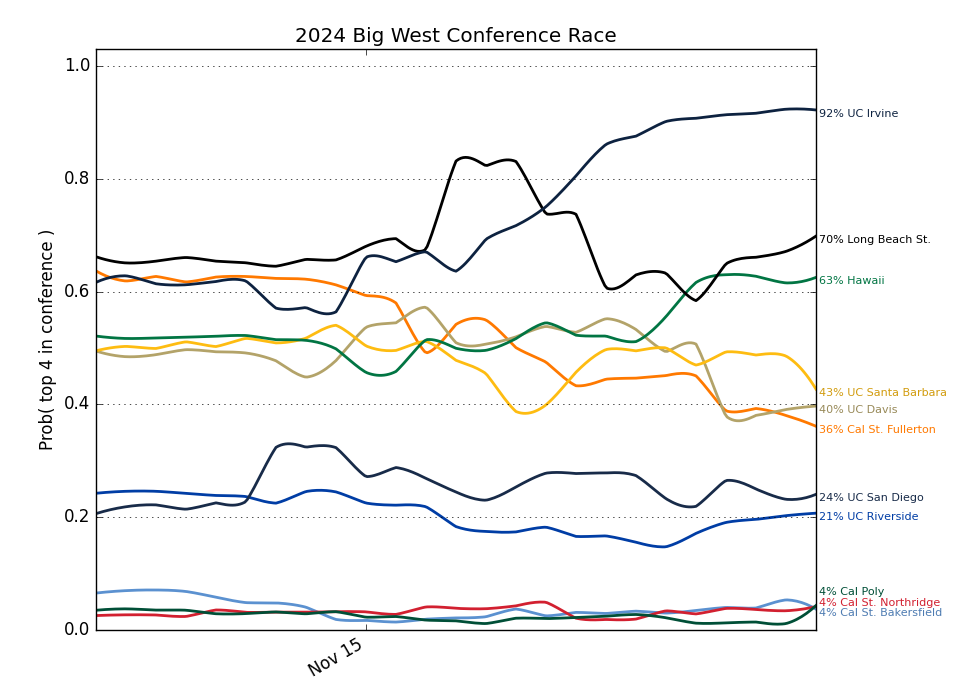 2024 Big West Conference Race
1.0
0.8
0.6
0.4
0.2
0.0
Prob( top 4 in conference )
Nov 15
92% UC Irvine
70% Long Beach St.
63% Hawaii
43% UC Santa Barbara
40% UC Davis
36% Cal St. Fullerton
24% UC San Diego
21% UC Riverside
4% Cal Poly
4% Cal St. Northridge
4% Cal St. Bakersfield